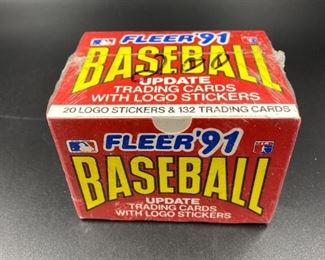 FLEER '91
BASEBALL
UPDATE
TRADING CARDS
WITH LOGO STICKERS
20 LOGO STICKERS & 132 TRADING CARDS
FLEER '91
BASEBALL
UPDATE
TRADING CARDS
WITH LOGO STICKERS